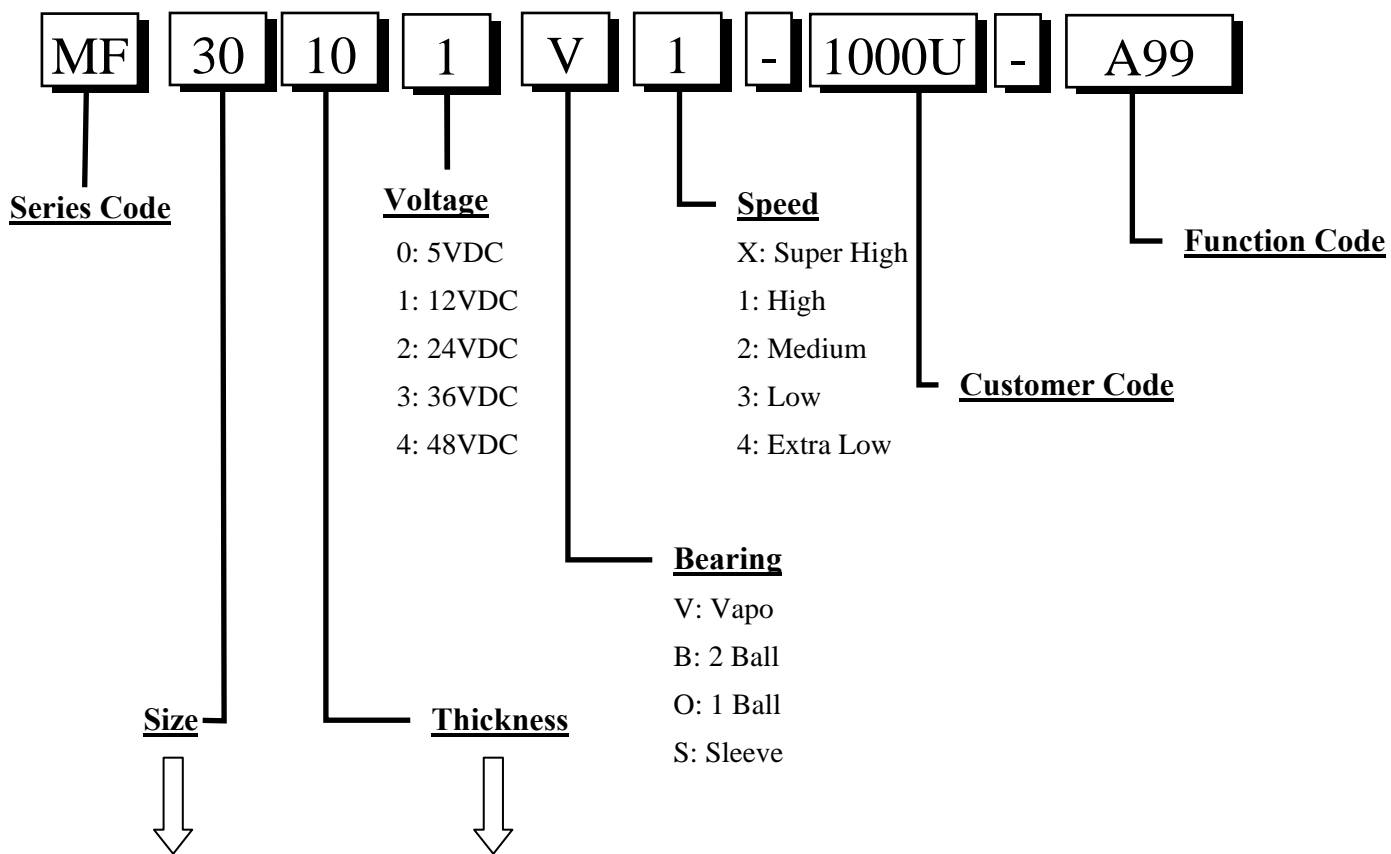 MF 30 10 1 V 1 - 1000U - A99
Series Code
Voltage
0: 5VDC
1: 12VDC
2: 24VDC
3: 36VDC
4: 48VDC
Speed
X: Super High
1: High
2: Medium
3: Low
4: Extra Low
Function Code
Customer Code
Bearing
V: Vapo
B: 2 Ball
O: 1 Ball
S: Sleeve
Size
Thickness